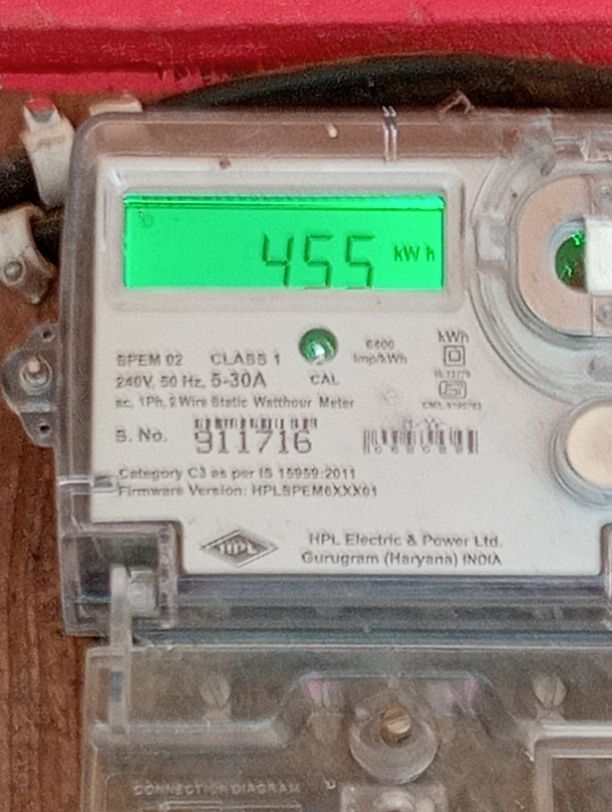 455 kWh
SPEM 02 CLASS 1 6400
Imp/kWh
kWh
240V, 50 Hz, 5-30A CAL
ac, 1Ph, 2 Wire Static Watthour Meter
S. No. 911716
Category C3 as per IS 15959:2011
Firmware Version: HPLSPEM6XXX01
HPL
HPL Electric & Power Ltd.
Gurugram (Haryana) INDIA
CONNECTION DIAGRAM